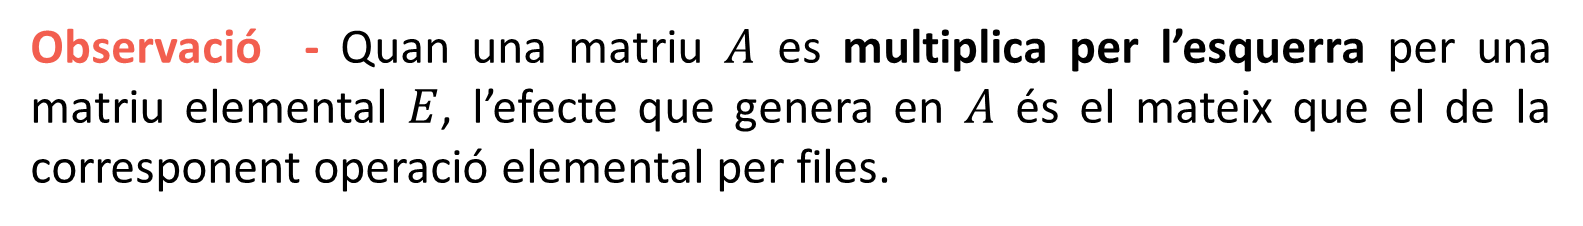 Observació - Quan una matriu A es multiplica per l’esquerra per una
matriu elemental E, l’efecte que genera en A és el mateix que el de la
corresponent operació elemental per files.